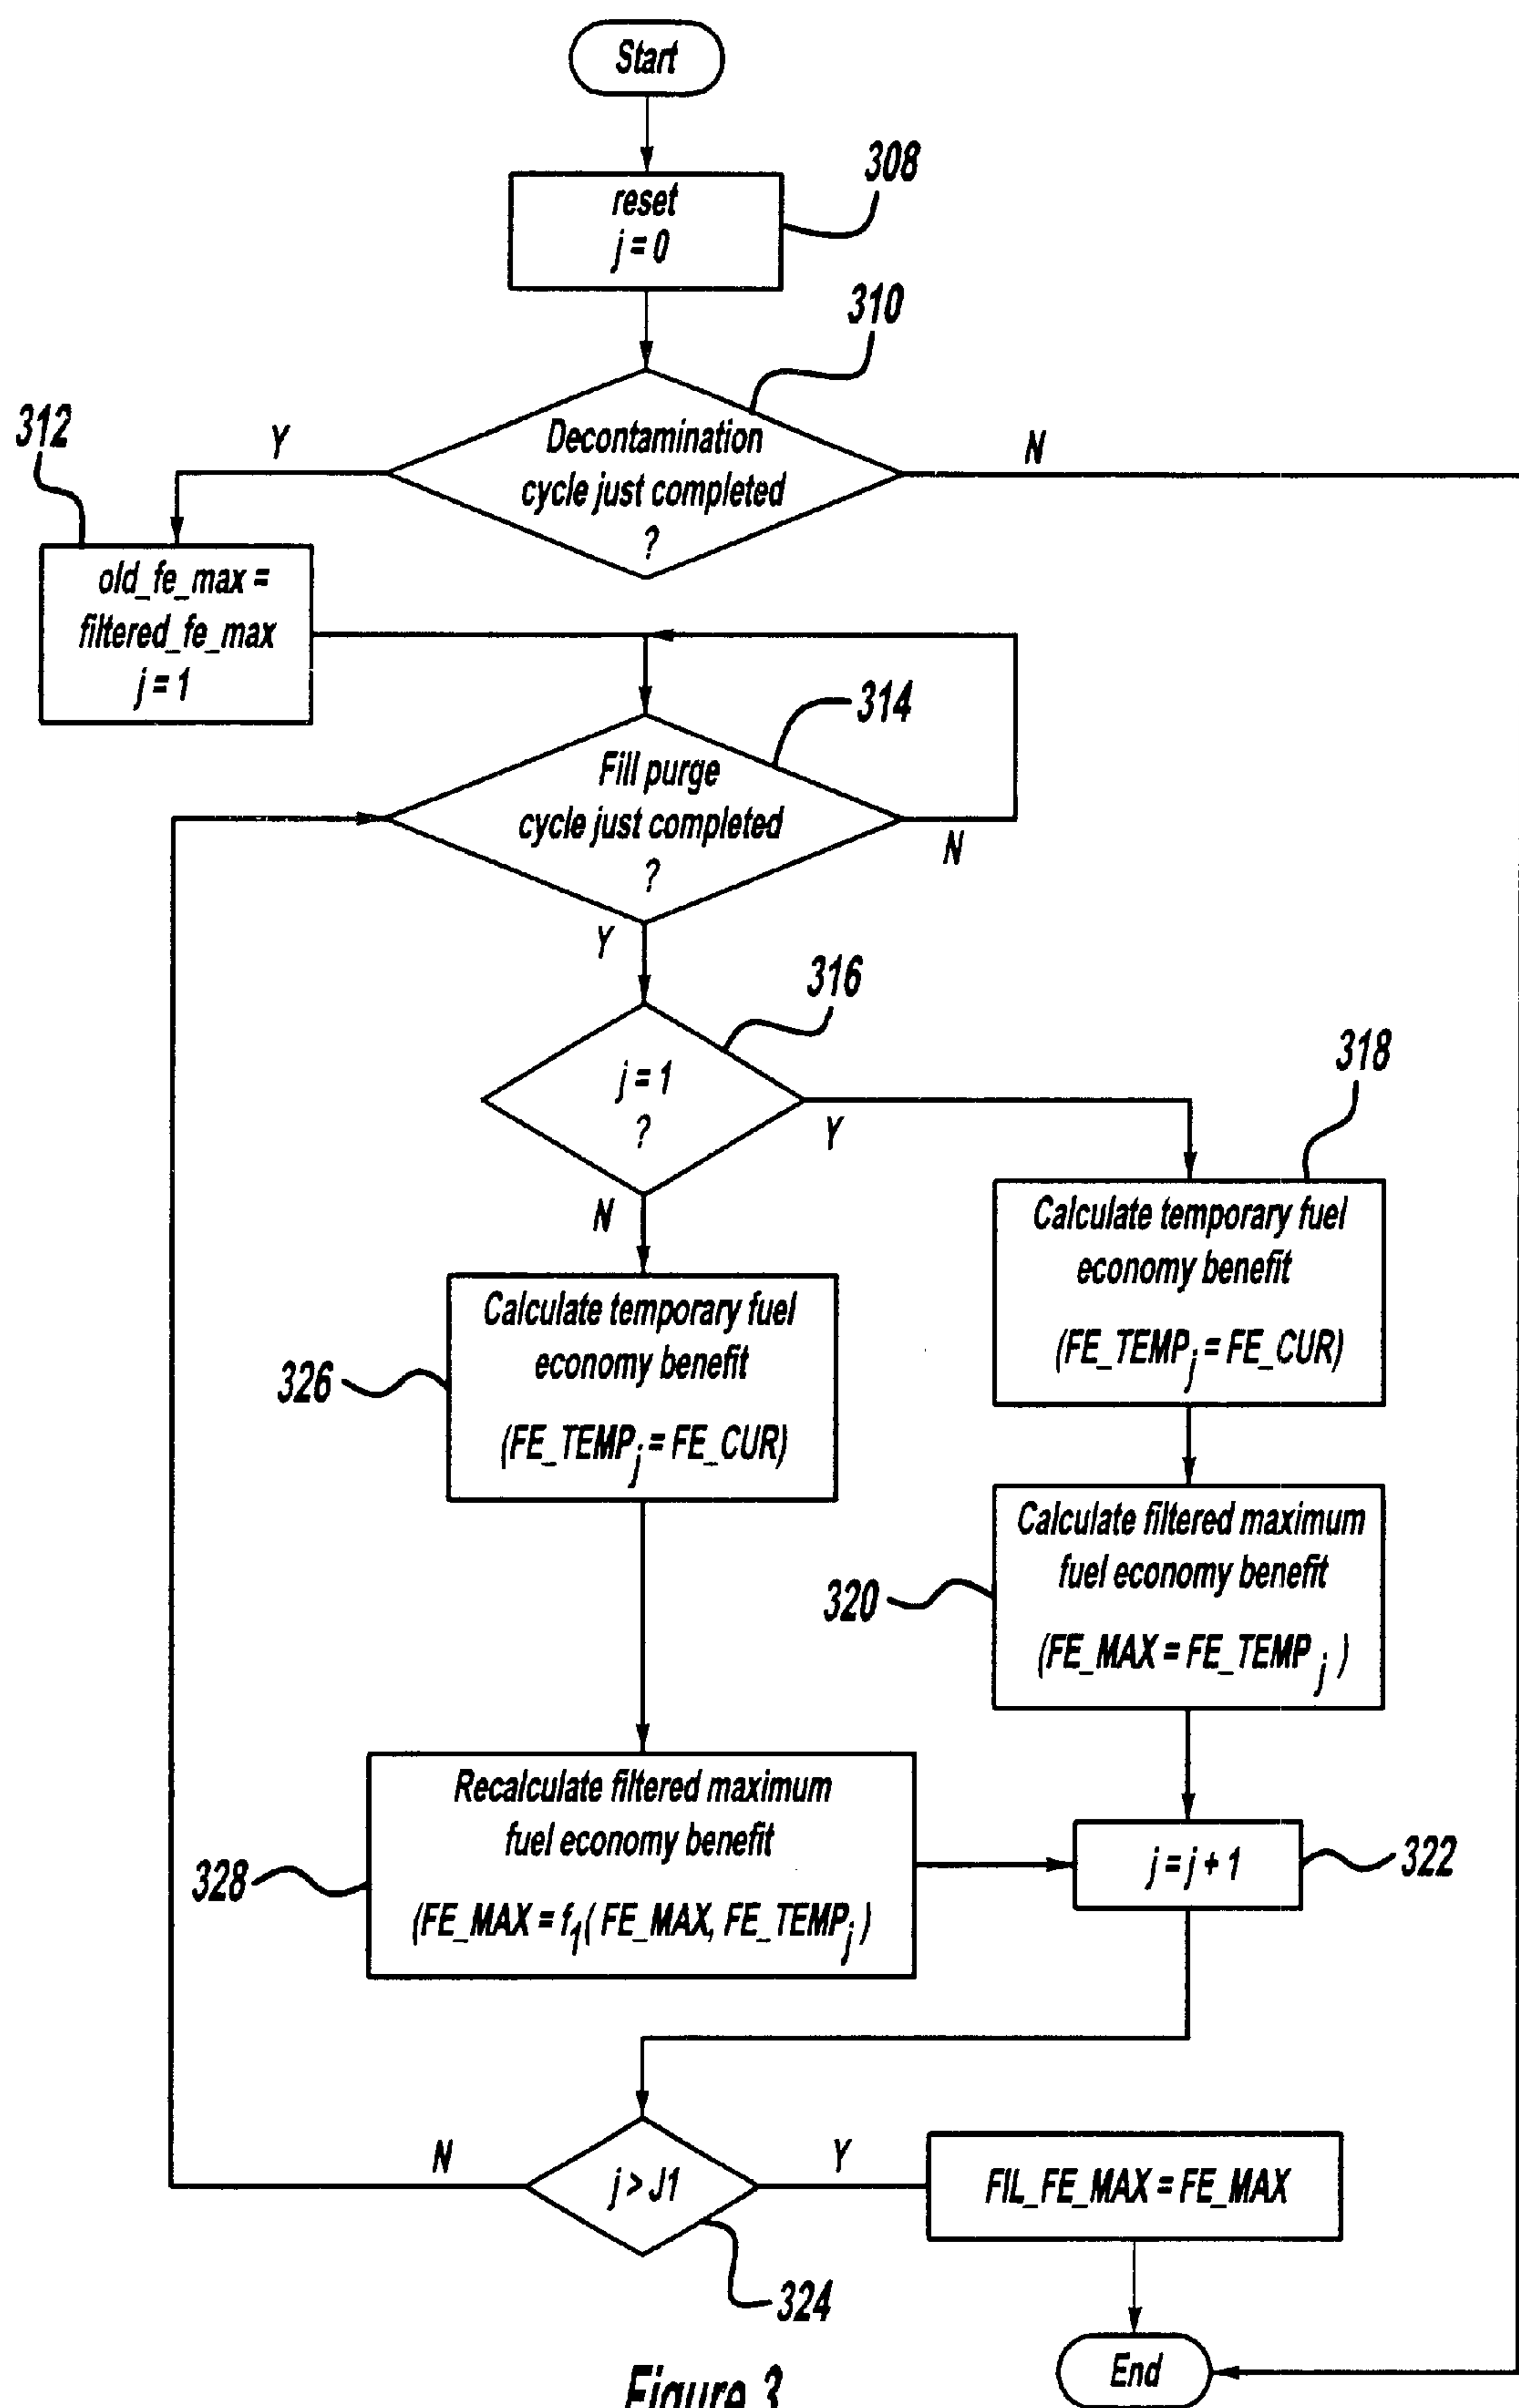 Start
308
reset
j = 0
310
312
Y
Decontamination
cycle just completed
?
N
old_fe_max =
filtered_fe_max
j = 1
314
Fill purge
cycle just completed
?
N
Y
316
j = 1
?
Y
N
318
Calculate temporary fuel
economy benefit
(FE_TEMPj = FE_CUR)
326
Calculate temporary fuel
economy benefit
(FE_TEMPj = FE_CUR)
320
Calculate filtered maximum
fuel economy benefit
(FE_MAX = FE_TEMP j )
328
Recalculate filtered maximum
fuel economy benefit
(FE_MAX = f1( FE_MAX, FE_TEMPj )
j = j + 1
322
N
j > J1
Y
FIL_FE_MAX = FE_MAX
324
End
Figure 3